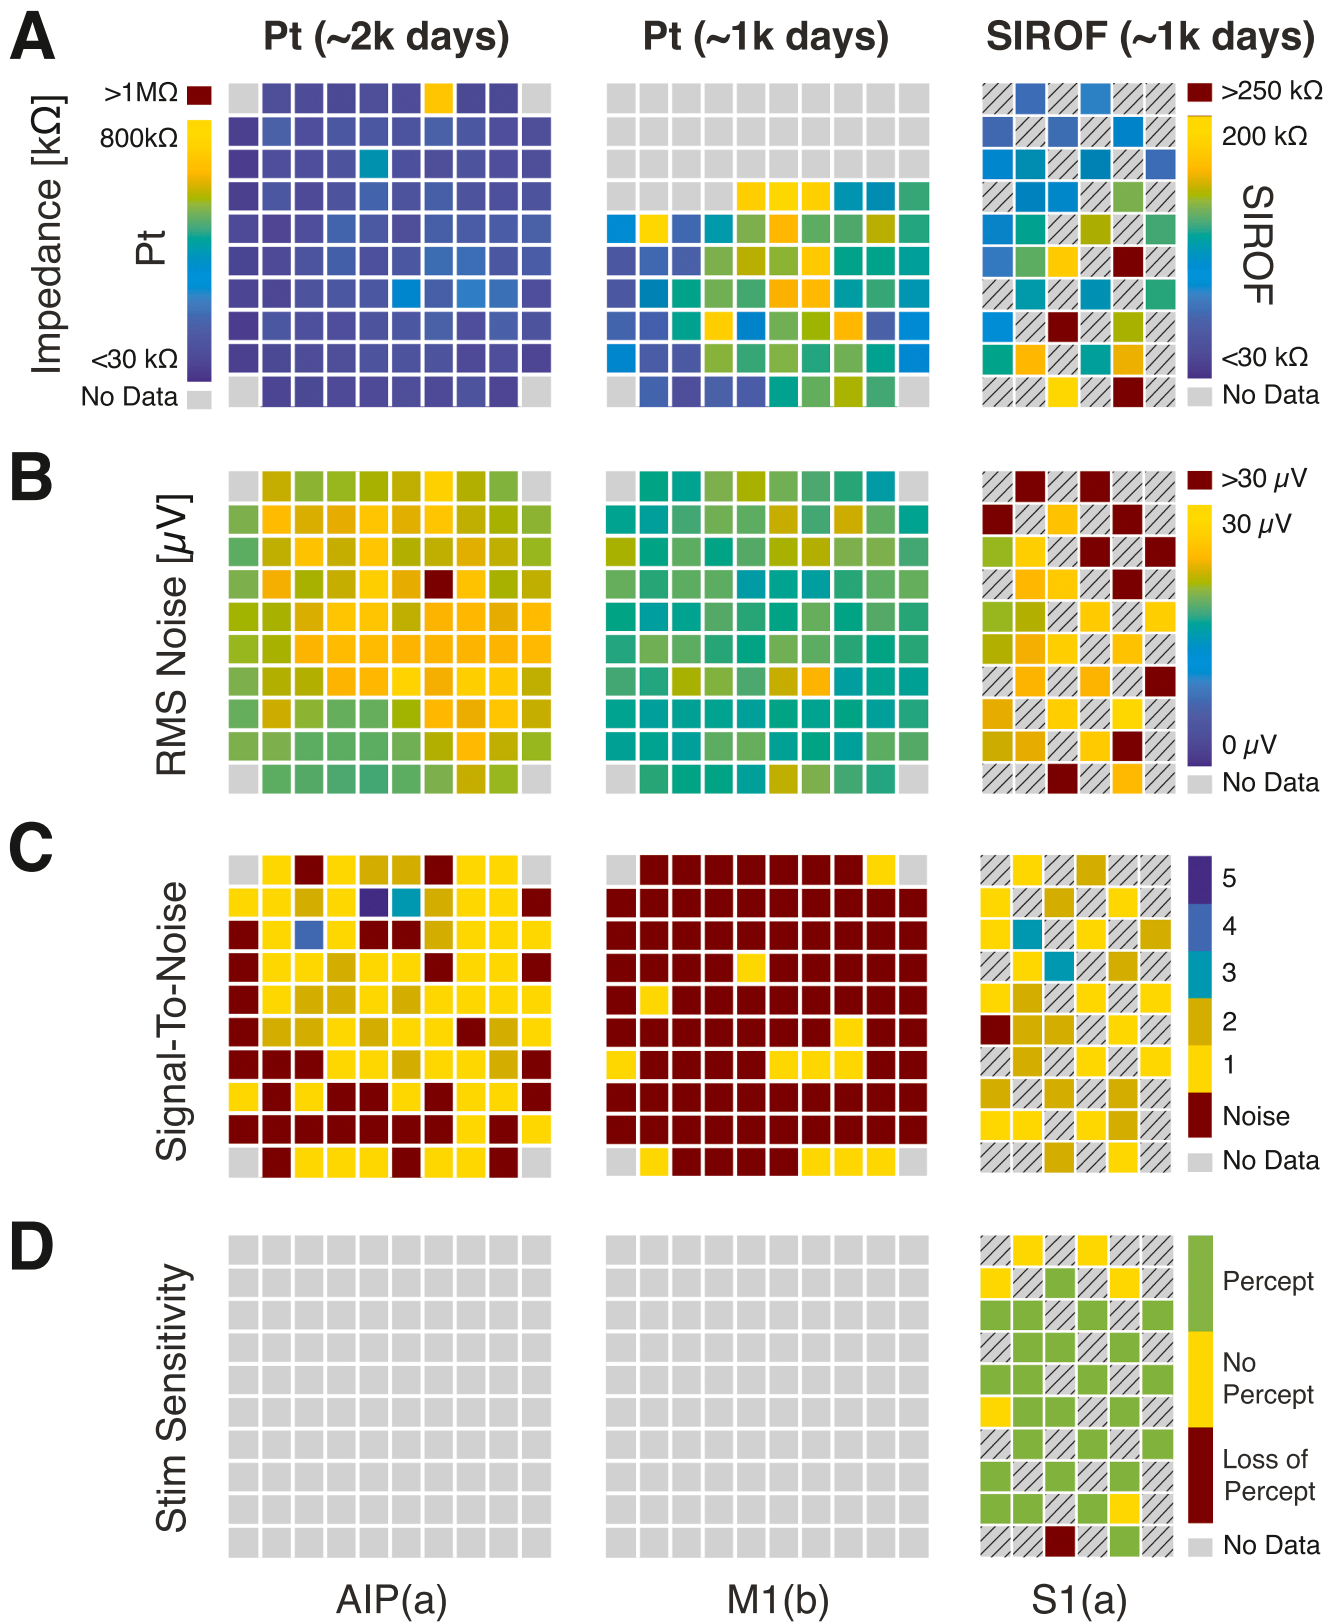 A
Pt (~2k days)
Pt (~1k days)
SIROF (~1k days)
Impedance [kΩ]
Pt
>1MΩ
800kΩ
<30 kΩ
No Data
>250 kΩ
200 kΩ
SIROF
<30 kΩ
No Data
B
RMS Noise [µV]
>30 µV
30 µV
0 µV
No Data
C
Signal-To-Noise
5
4
3
2
1
Noise
No Data
D
Stim Sensitivity
Percept
No
Percept
Loss of
Percept
No Data
AIP(a)
M1(b)
S1(a)